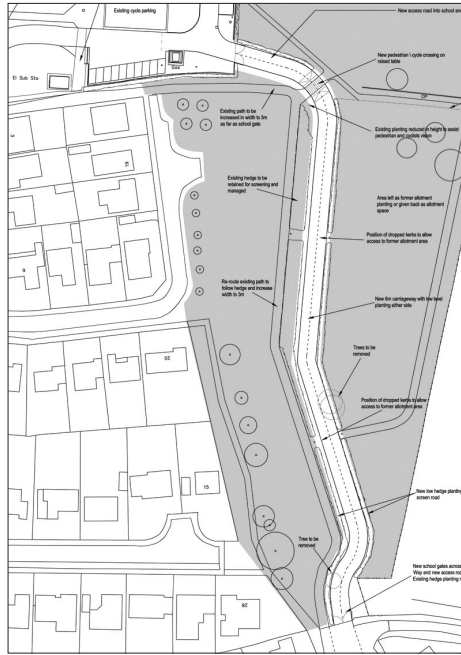 Existing cycle parking
New access road into school
El Sub Sta
Gas
New pedestrian \ cycle crossing on
raised table
CP
Existing path to be
increased in width to 3m
as far as school gate
Existing planting reduced in height to assist
pedestrian and cyclists vision
Existing hedge to be
retained for screening and
managed
Area left as former allotment
planting or given back as allotment
space
Position of dropped kerbs to allow
access to former allotment area
Re-route existing path to
follow hedge and increase
width to 3m
New 6m carriageway with low level
planting either side
Trees to be
removed
Position of dropped kerbs to allow
access to former allotment area
20
15
New low hedge planting
screen road
Tree to be
removed
New school gates across
Way and new access
Existing hedge planting
28